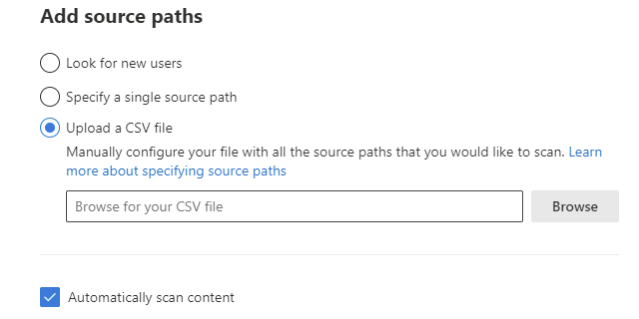 Add source paths
Look for new users
Specify a single source path
Upload a CSV file
Manually configure your file with all the source paths that you would like to scan. Learn
more about specifying source paths
Browse for your CSV file
Browse
Automatically scan content